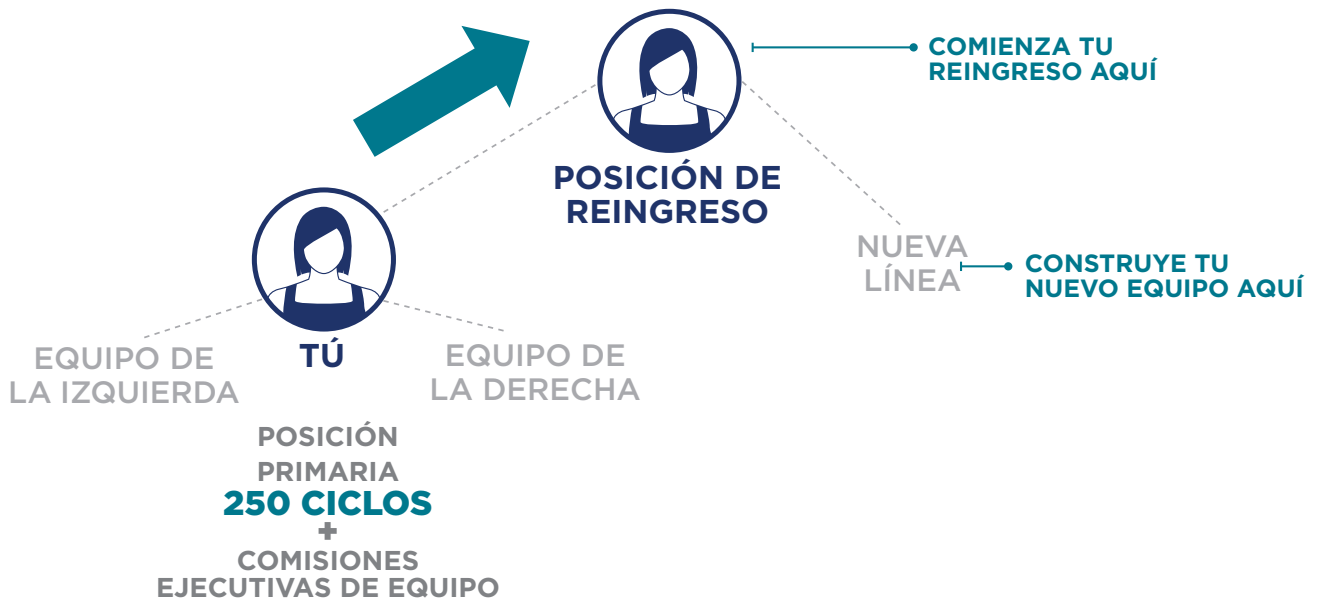 COMIENZA TU
REINGRESO AQUÍ
POSICIÓN DE
REINGRESO
NUEVA
LÍNEA
CONSTRUYE TU
NUEVO EQUIPO AQUÍ
EQUIPO DE
LA IZQUIERDA
TÚ
EQUIPO DE
LA DERECHA
POSICIÓN
PRIMARIA
250 CICLOS
+
COMISIONES
EJECUTIVAS DE EQUIPO